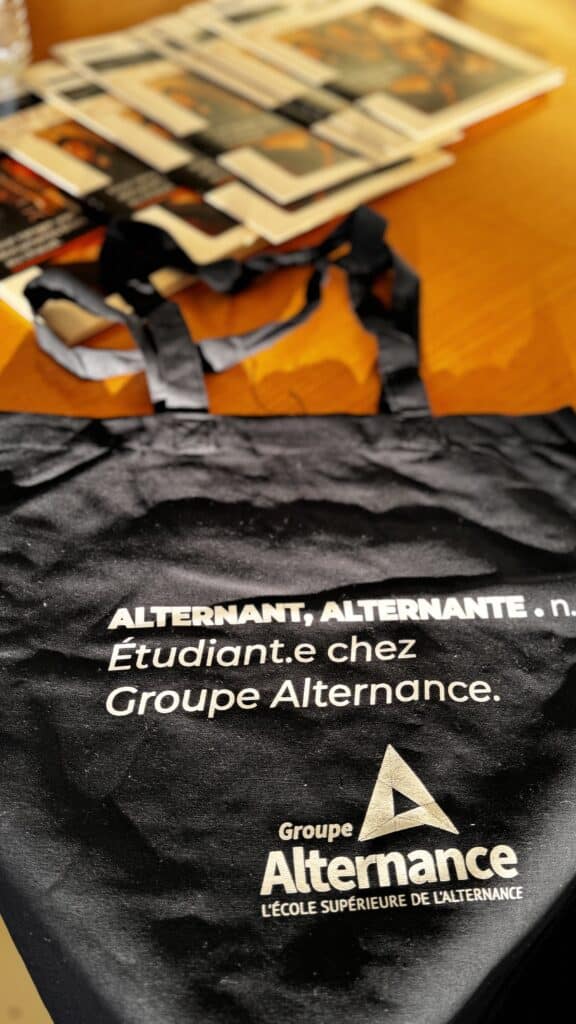 ALTERNANT, ALTERNANTE . n.
Étudiant.e chez
Groupe Alternance.
Groupe
Alternance
L'ÉCOLE SUPÉRIEURE DE L'ALTERNANCE